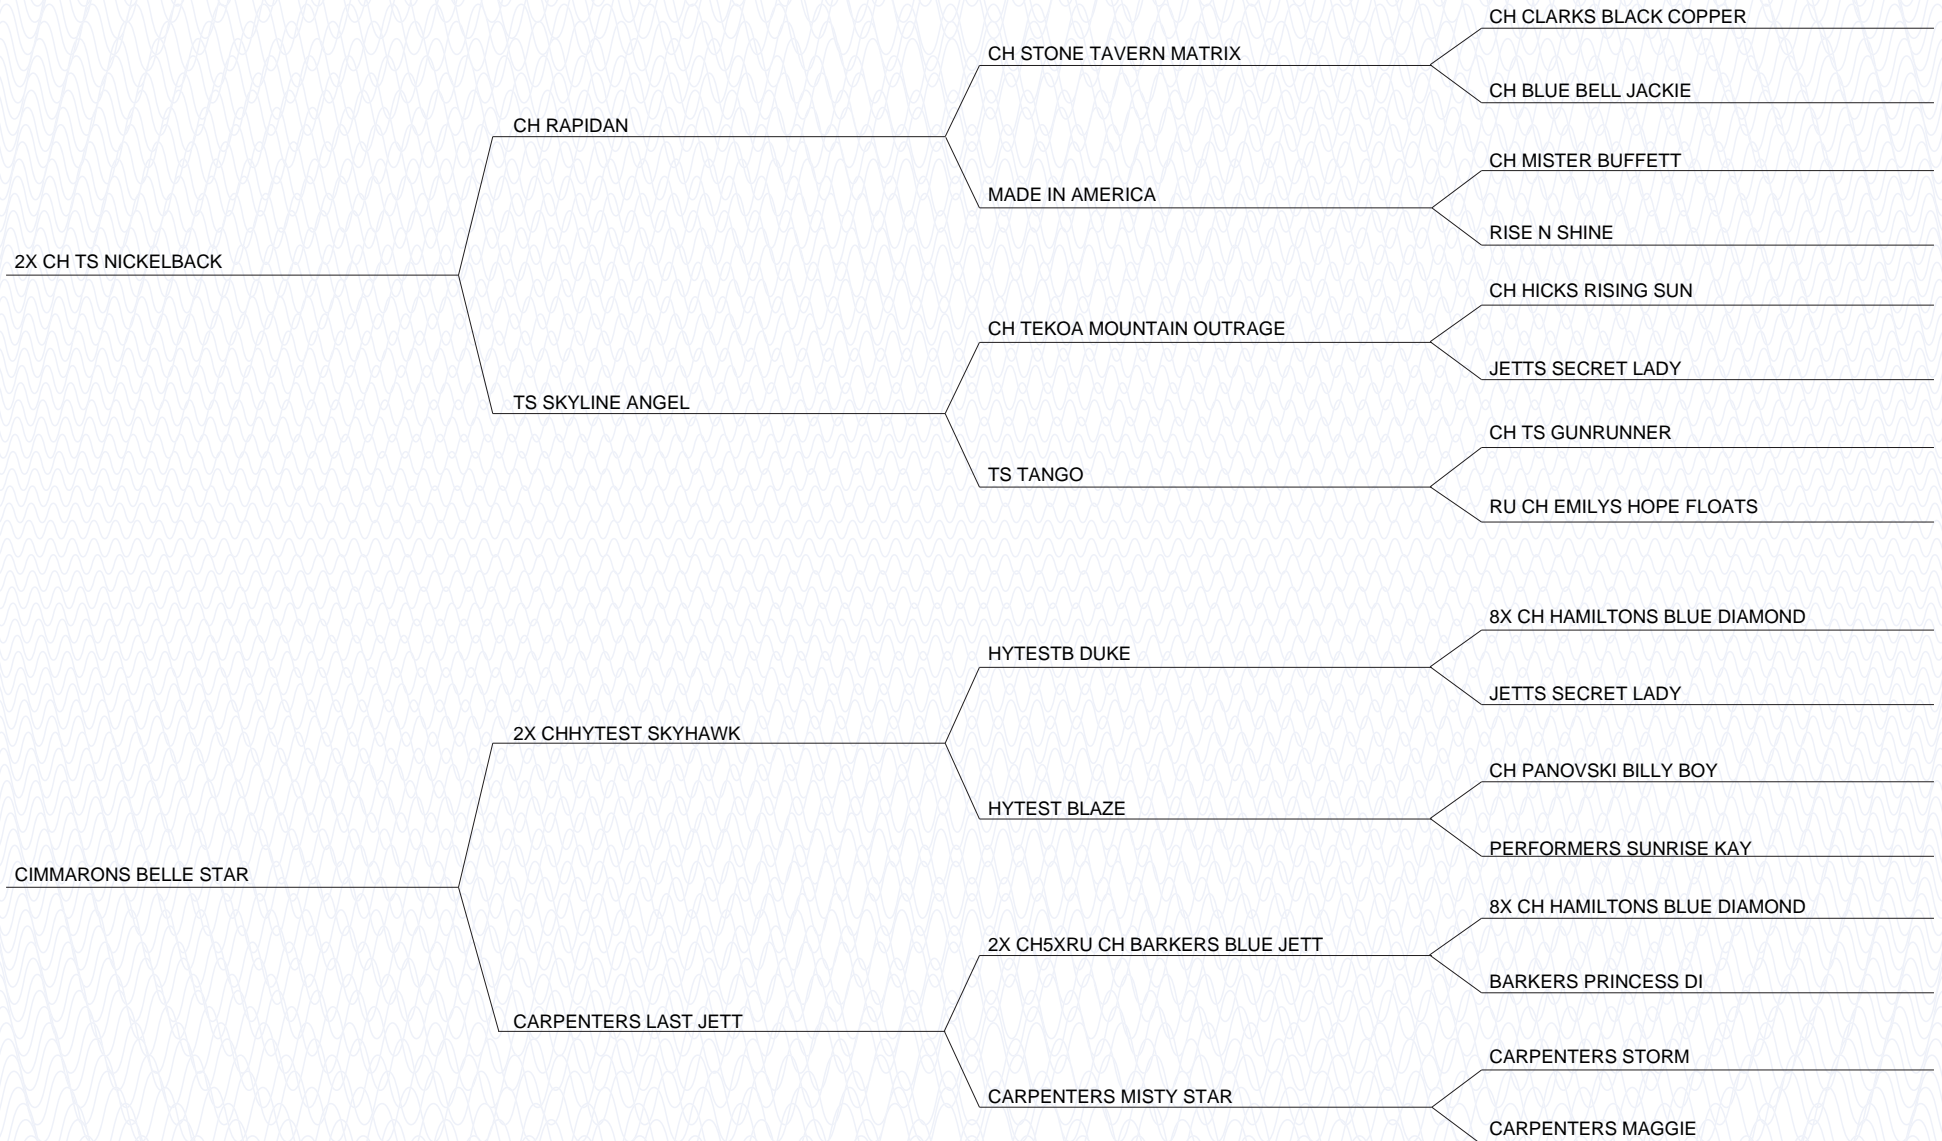 CH CLARKS BLACK COPPER
CH STONE TAVERN MATRIX
CH BLUE BELL JACKIE
CH RAPIDAN
CH MISTER BUFFETT
MADE IN AMERICA
RISE N SHINE
2X CH TS NICKELBACK
CH HICKS RISING SUN
CH TEKOA MOUNTAIN OUTRAGE
JETTS SECRET LADY
TS SKYLINE ANGEL
CH TS GUNRUNNER
TS TANGO
RU CH EMILYS HOPE FLOATS
8X CH HAMILTONS BLUE DIAMOND
HYTESTB DUKE
JETTS SECRET LADY
2X CHHYTEST SKYHAWK
CH PANOVSKI BILLY BOY
HYTEST BLAZE
PERFORMERS SUNRISE KAY
CIMMARONS BELLE STAR
8X CH HAMILTONS BLUE DIAMOND
2X CH5XRU CH BARKERS BLUE JETT
BARKERS PRINCESS DI
CARPENTERS LAST JETT
CARPENTERS STORM
CARPENTERS MISTY STAR
CARPENTERS MAGGIE